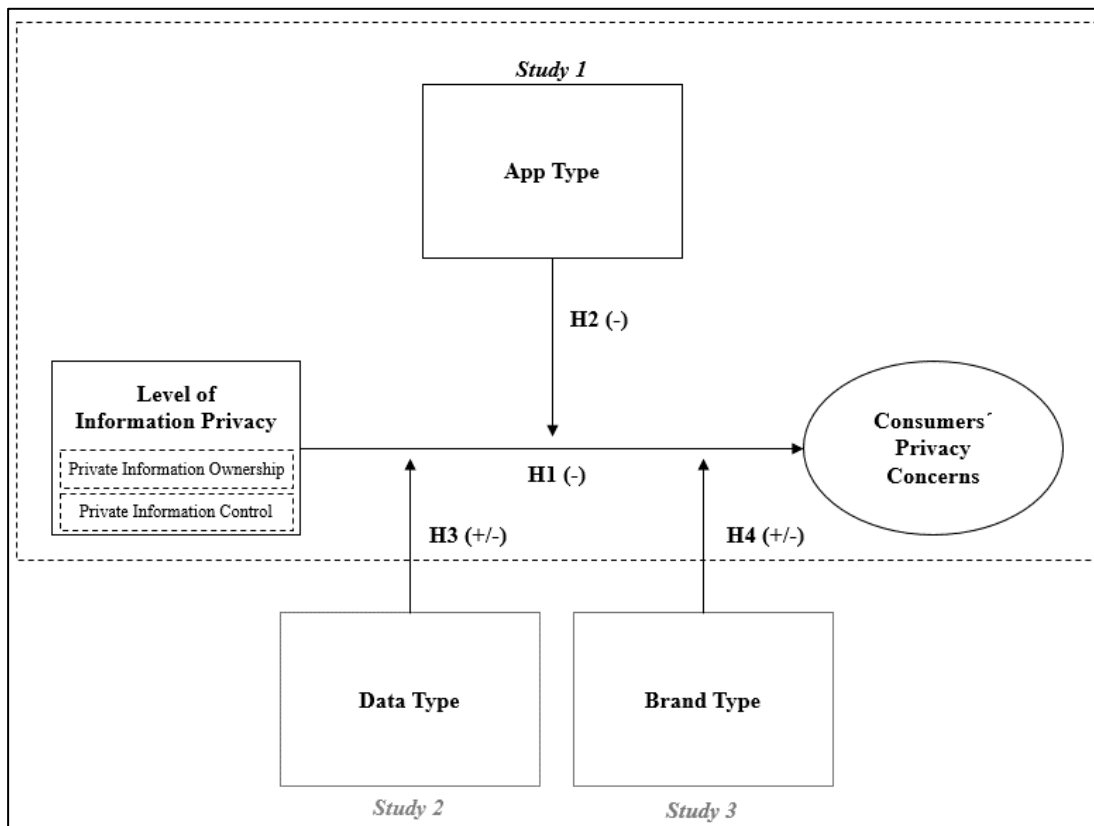 Study 1
App Type
H2 (-)
Level of
Information Privacy
Private Information Ownership
Private Information Control
H1 (-)
Consumers´
Privacy
Concerns
H3 (+/-)
H4 (+/-)
Data Type
Brand Type
Study 2
Study 3